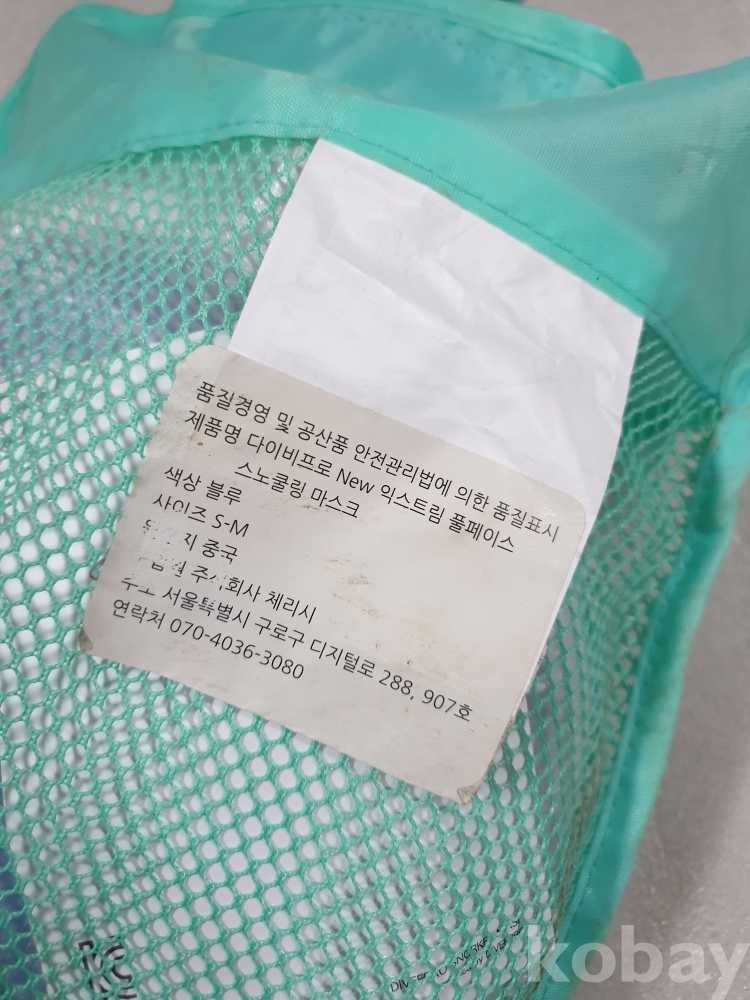 품질경영 및 공산품 안전관리법에 의한 품질표시
제품명 다이비프로 New 익스트림 풀페이스
스노쿨링 마스크
색상 블루
사이즈 S-M
중국
체리시
서울특별시 구로구 디지털로 288, 907호
연락처 070-4036-3080
kobay